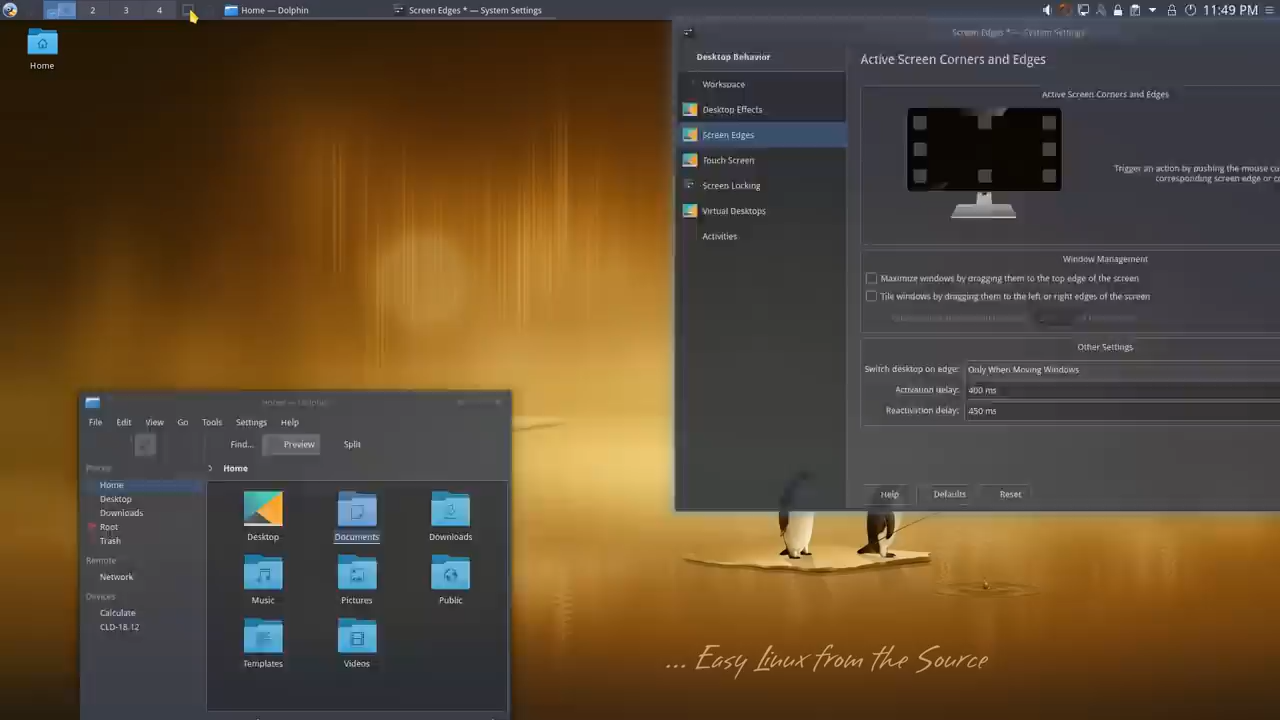 2
3
4
Home — Dolphin
Screen Edges * — System Settings
11:49 PM
Home
Screen Edges * — System Settings
Desktop Behavior
Workspace
Desktop Effects
Screen Edges
Touch Screen
Screen Locking
Virtual Desktops
Activities
Active Screen Corners and Edges
Active Screen Corners and Edges
Trigger an action by pushing the mouse cu
corresponding screen edge or co
Window Management
Maximize windows by dragging them to the top edge of the screen
Tile windows by dragging them to the left or right edges of the screen
Other Settings
Switch desktop on edge: Only When Moving Windows
Activation delay: 400 ms
Reactivation delay: 450 ms
Help
Defaults
Reset
Home — Dolphin
File Edit View Go Tools Settings Help
Find... Preview Split
Home
Places
Home
Desktop
Downloads
Root
Trash
Remote
Network
Devices
Calculate
CLD-18.12
Desktop
Documents
Downloads
Music
Pictures
Public
Templates
Videos
... Easy Linux from the Source